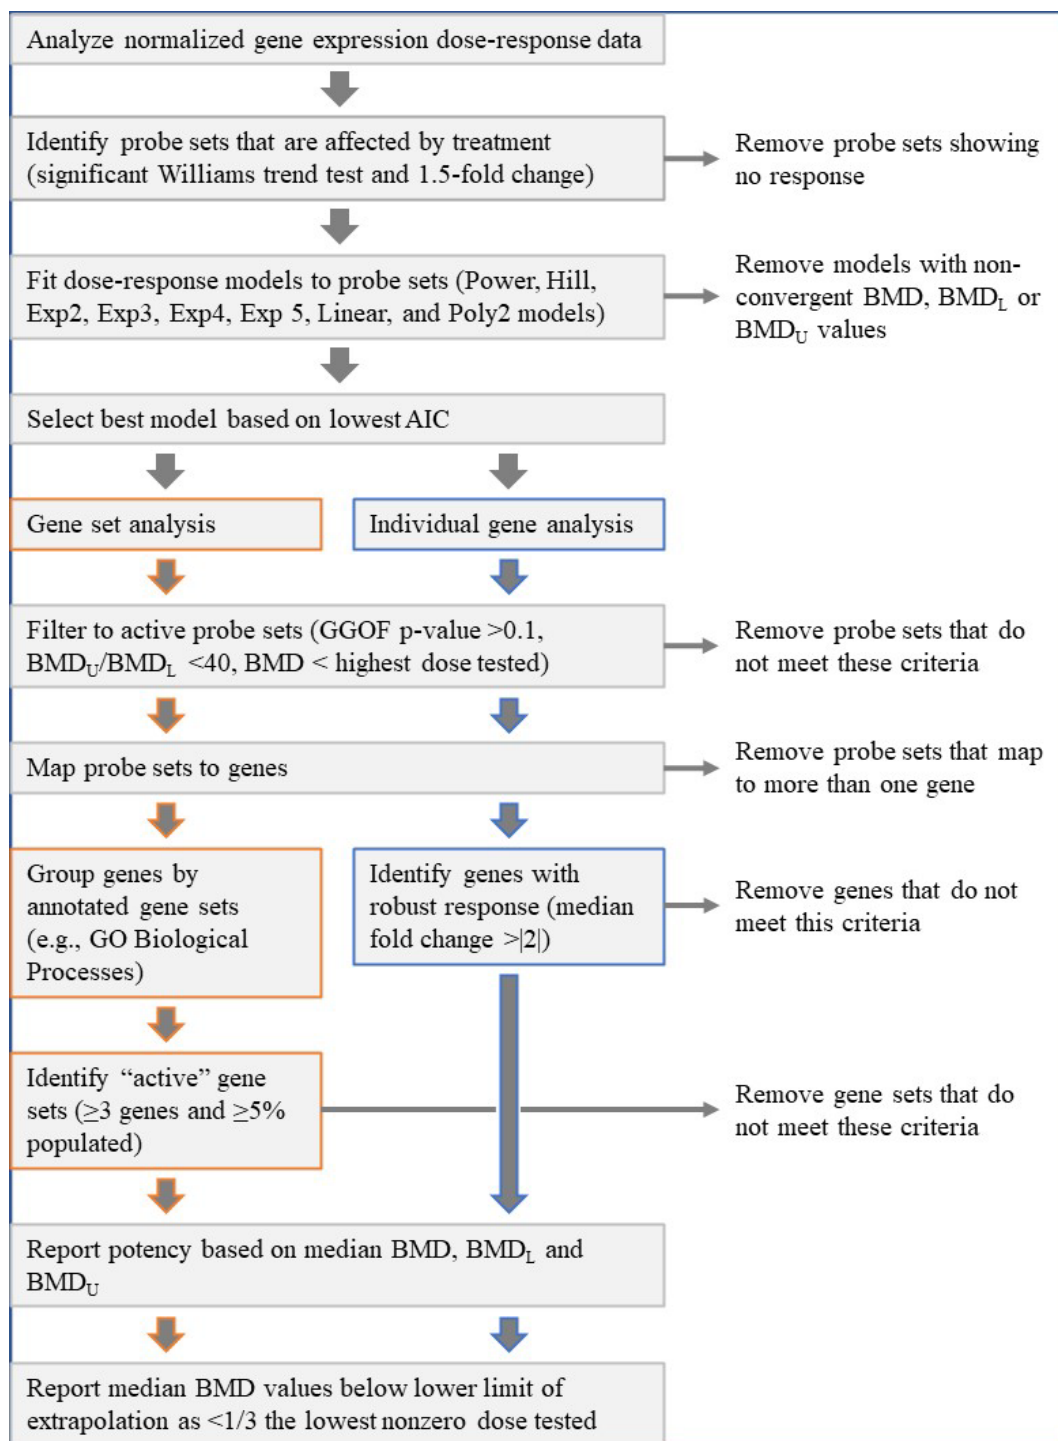 Analyze normalized gene expression dose-response data
Identify probe sets that are affected by treatment
(significant Williams trend test and 1.5-fold change)
Remove probe sets showing
no response
Fit dose-response models to probe sets (Power, Hill,
Exp2, Exp3, Exp4, Exp 5, Linear, and Poly2 models)
Remove models with non-
convergent BMD, BMD_L or
BMD_U values
Select best model based on lowest AIC
Gene set analysis
Individual gene analysis
Filter to active probe sets (GGOF p-value >0.1,
BMD_U/BMD_L <40, BMD < highest dose tested)
Remove probe sets that do
not meet these criteria
Map probe sets to genes
Remove probe sets that map
to more than one gene
Group genes by
annotated gene sets
(e.g., GO Biological
Processes)
Identify genes with
robust response (median
fold change >|2|)
Remove genes that do not
meet this criteria
Identify “active” gene
sets (≥3 genes and ≥5%
populated)
Remove gene sets that do
not meet these criteria
Report potency based on median BMD, BMD_L and
BMD_U
Report median BMD values below lower limit of
extrapolation as <1/3 the lowest nonzero dose tested